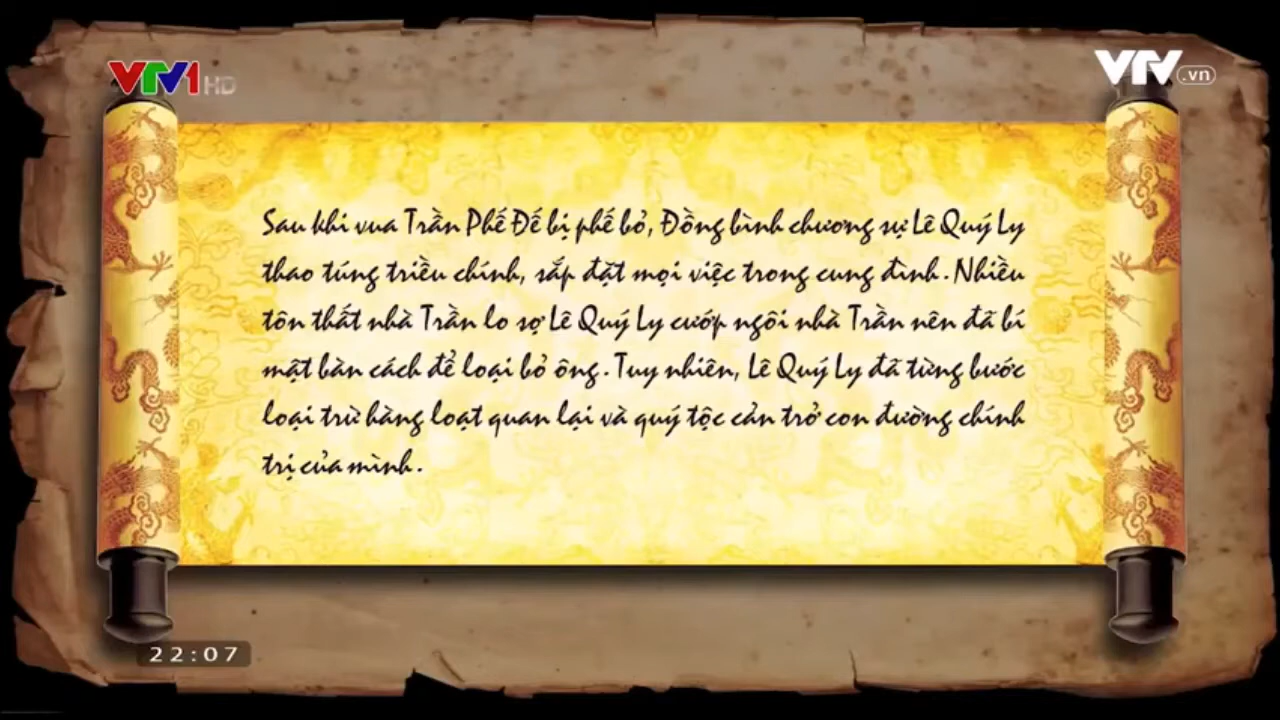 VTV1 HD
VTV.vn
Sau khi vua Trần Phế Đế bị phế bỏ, Đồng bình chương sự Lê Quý Ly
thao túng triều chính, sắp đặt mọi việc trong cung đình. Nhiều
tôn thất nhà Trần lo sợ Lê Quý Ly cướp ngôi nhà Trần nên đã bí
mật bàn cách để loại bỏ ông. Tuy nhiên, Lê Quý Ly đã từng bước
loại trừ hàng loạt quan lại và quý tộc cản trở con đường chính
trị của mình.
22:07